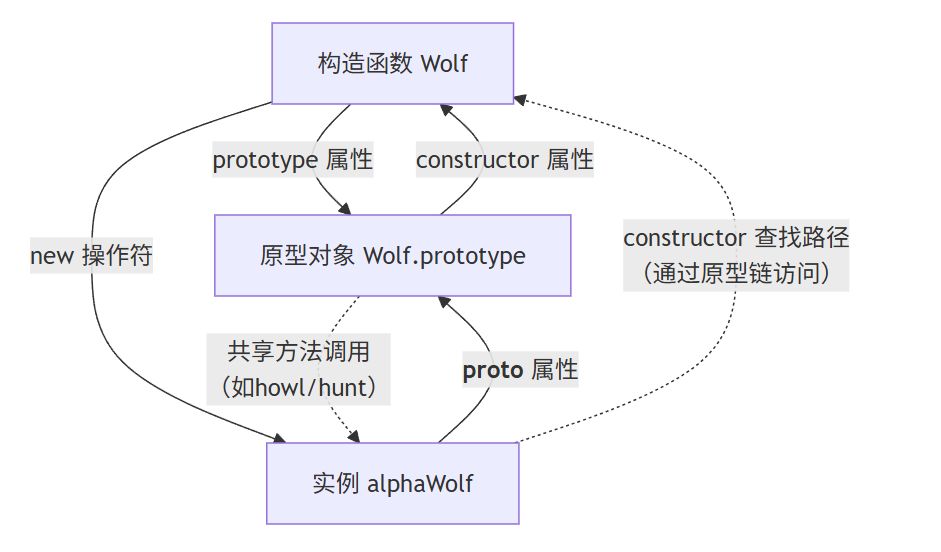 构造函数 Wolf
prototype 属性
constructor 属性
new 操作符
原型对象 Wolf.prototype
constructor 查找路径
（通过原型链访问）
共享方法调用
（如howl/hunt）
proto 属性
实例 alphaWolf